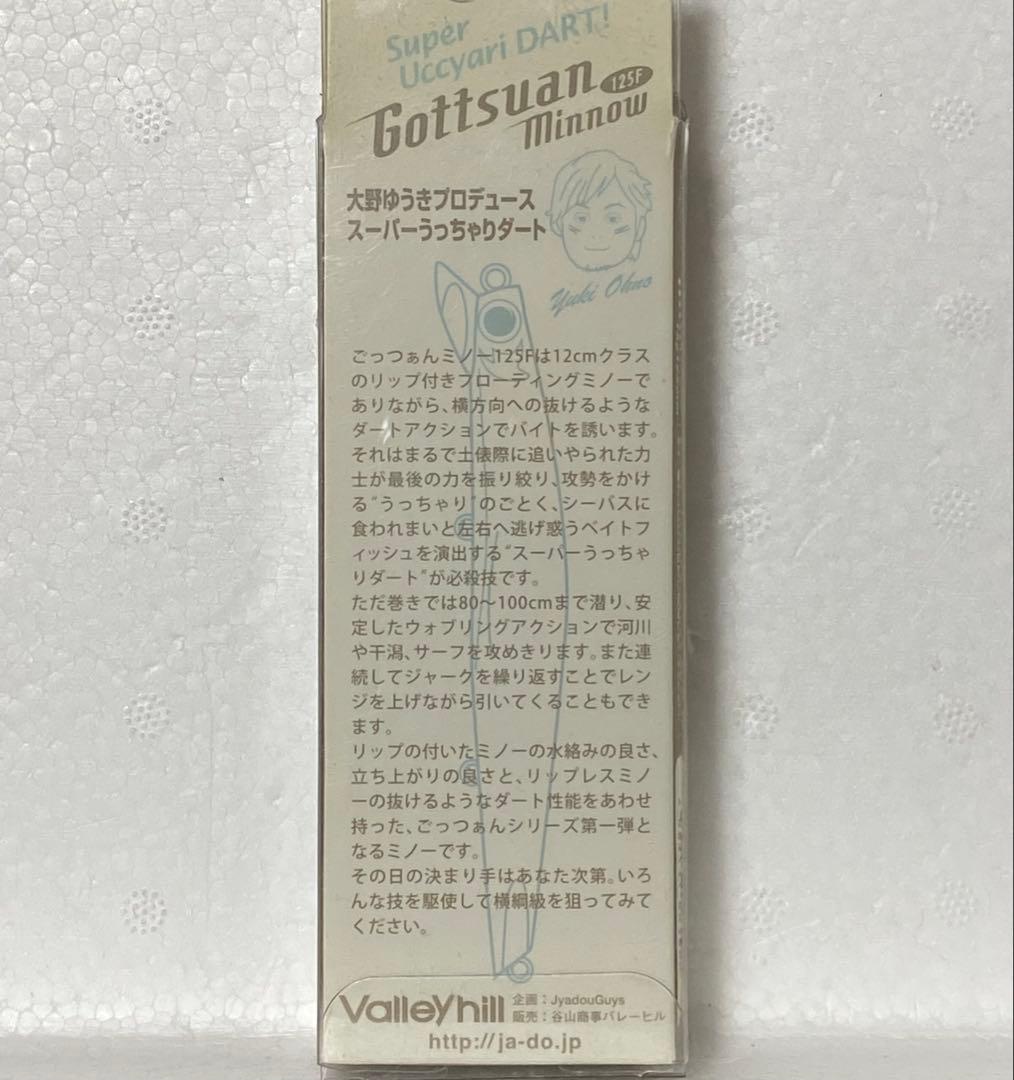 Super
Uccyari DART!
Gottsuan 125F
Minnow
大野ゆうきプロデュース
スーパーうっちゃりダート
Yuki Ohno
ごっつぁんミノー125Fは12cmクラス
のリップ付きフローティングミノーで
ありながら、横方向への抜けるような
ダートアクションでバイトを誘います。
それはまるで土俵際に追いやられた力
士が最後の力を振り絞り、攻勢をかけ
る“うっちゃり”のごとく、シーバスに
食われまいと左右へ逃げ惑うベイトフ
ィッシュを演出する“スーパーうっちゃ
りダート”が必殺技です。
ただ巻きでは80〜100cmまで潜り、安
定したウォブリングアクションで河川
や干潟、サーフを攻めきります。また連
続してジャークを繰り返すことでレン
ジを上げながら引いてくることもでき
ます。
リップの付いたミノーの水絡みの良さ、
立ち上がりの良さと、リップレスミノ
ーの抜けるようなダート性能をあわせ
持った、ごっつぁんシリーズ第一弾と
なるミノーです。
その日の決まり手はあなた次第。いろ
んな技を駆使して横綱級を狙ってみて
ください。
Valleyhill
企画：JyadouGuys
販売：谷山商事バレーヒル
http://ja-do.jp